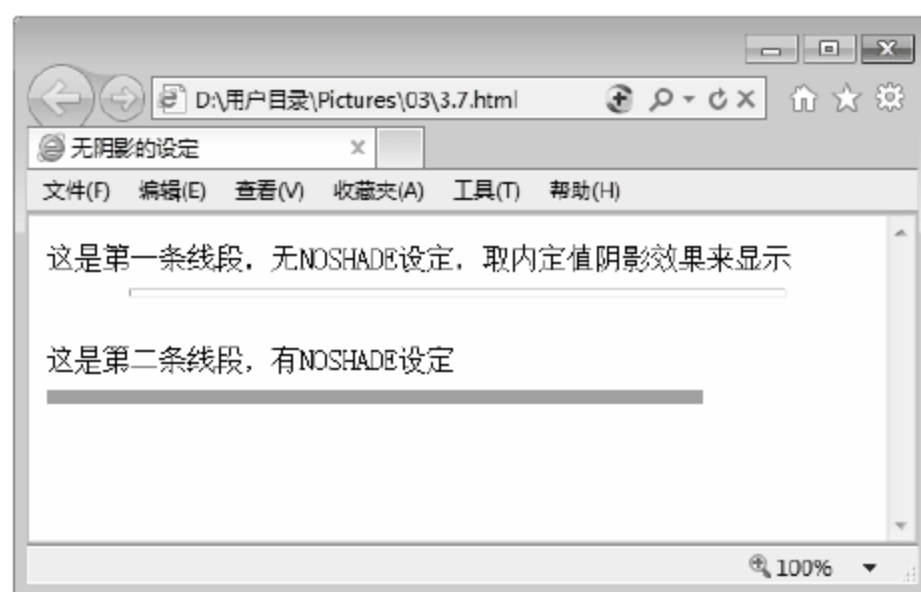 D:\用户目录\Pictures\03\3.7.html
无阴影的设定
文件(F) 编辑(E) 查看(V) 收藏夹(A) 工具(T) 帮助(H)
这是第一条线段，无NOSHADE设定，取内定值阴影效果来显示
这是第二条线段，有NOSHADE设定
100%